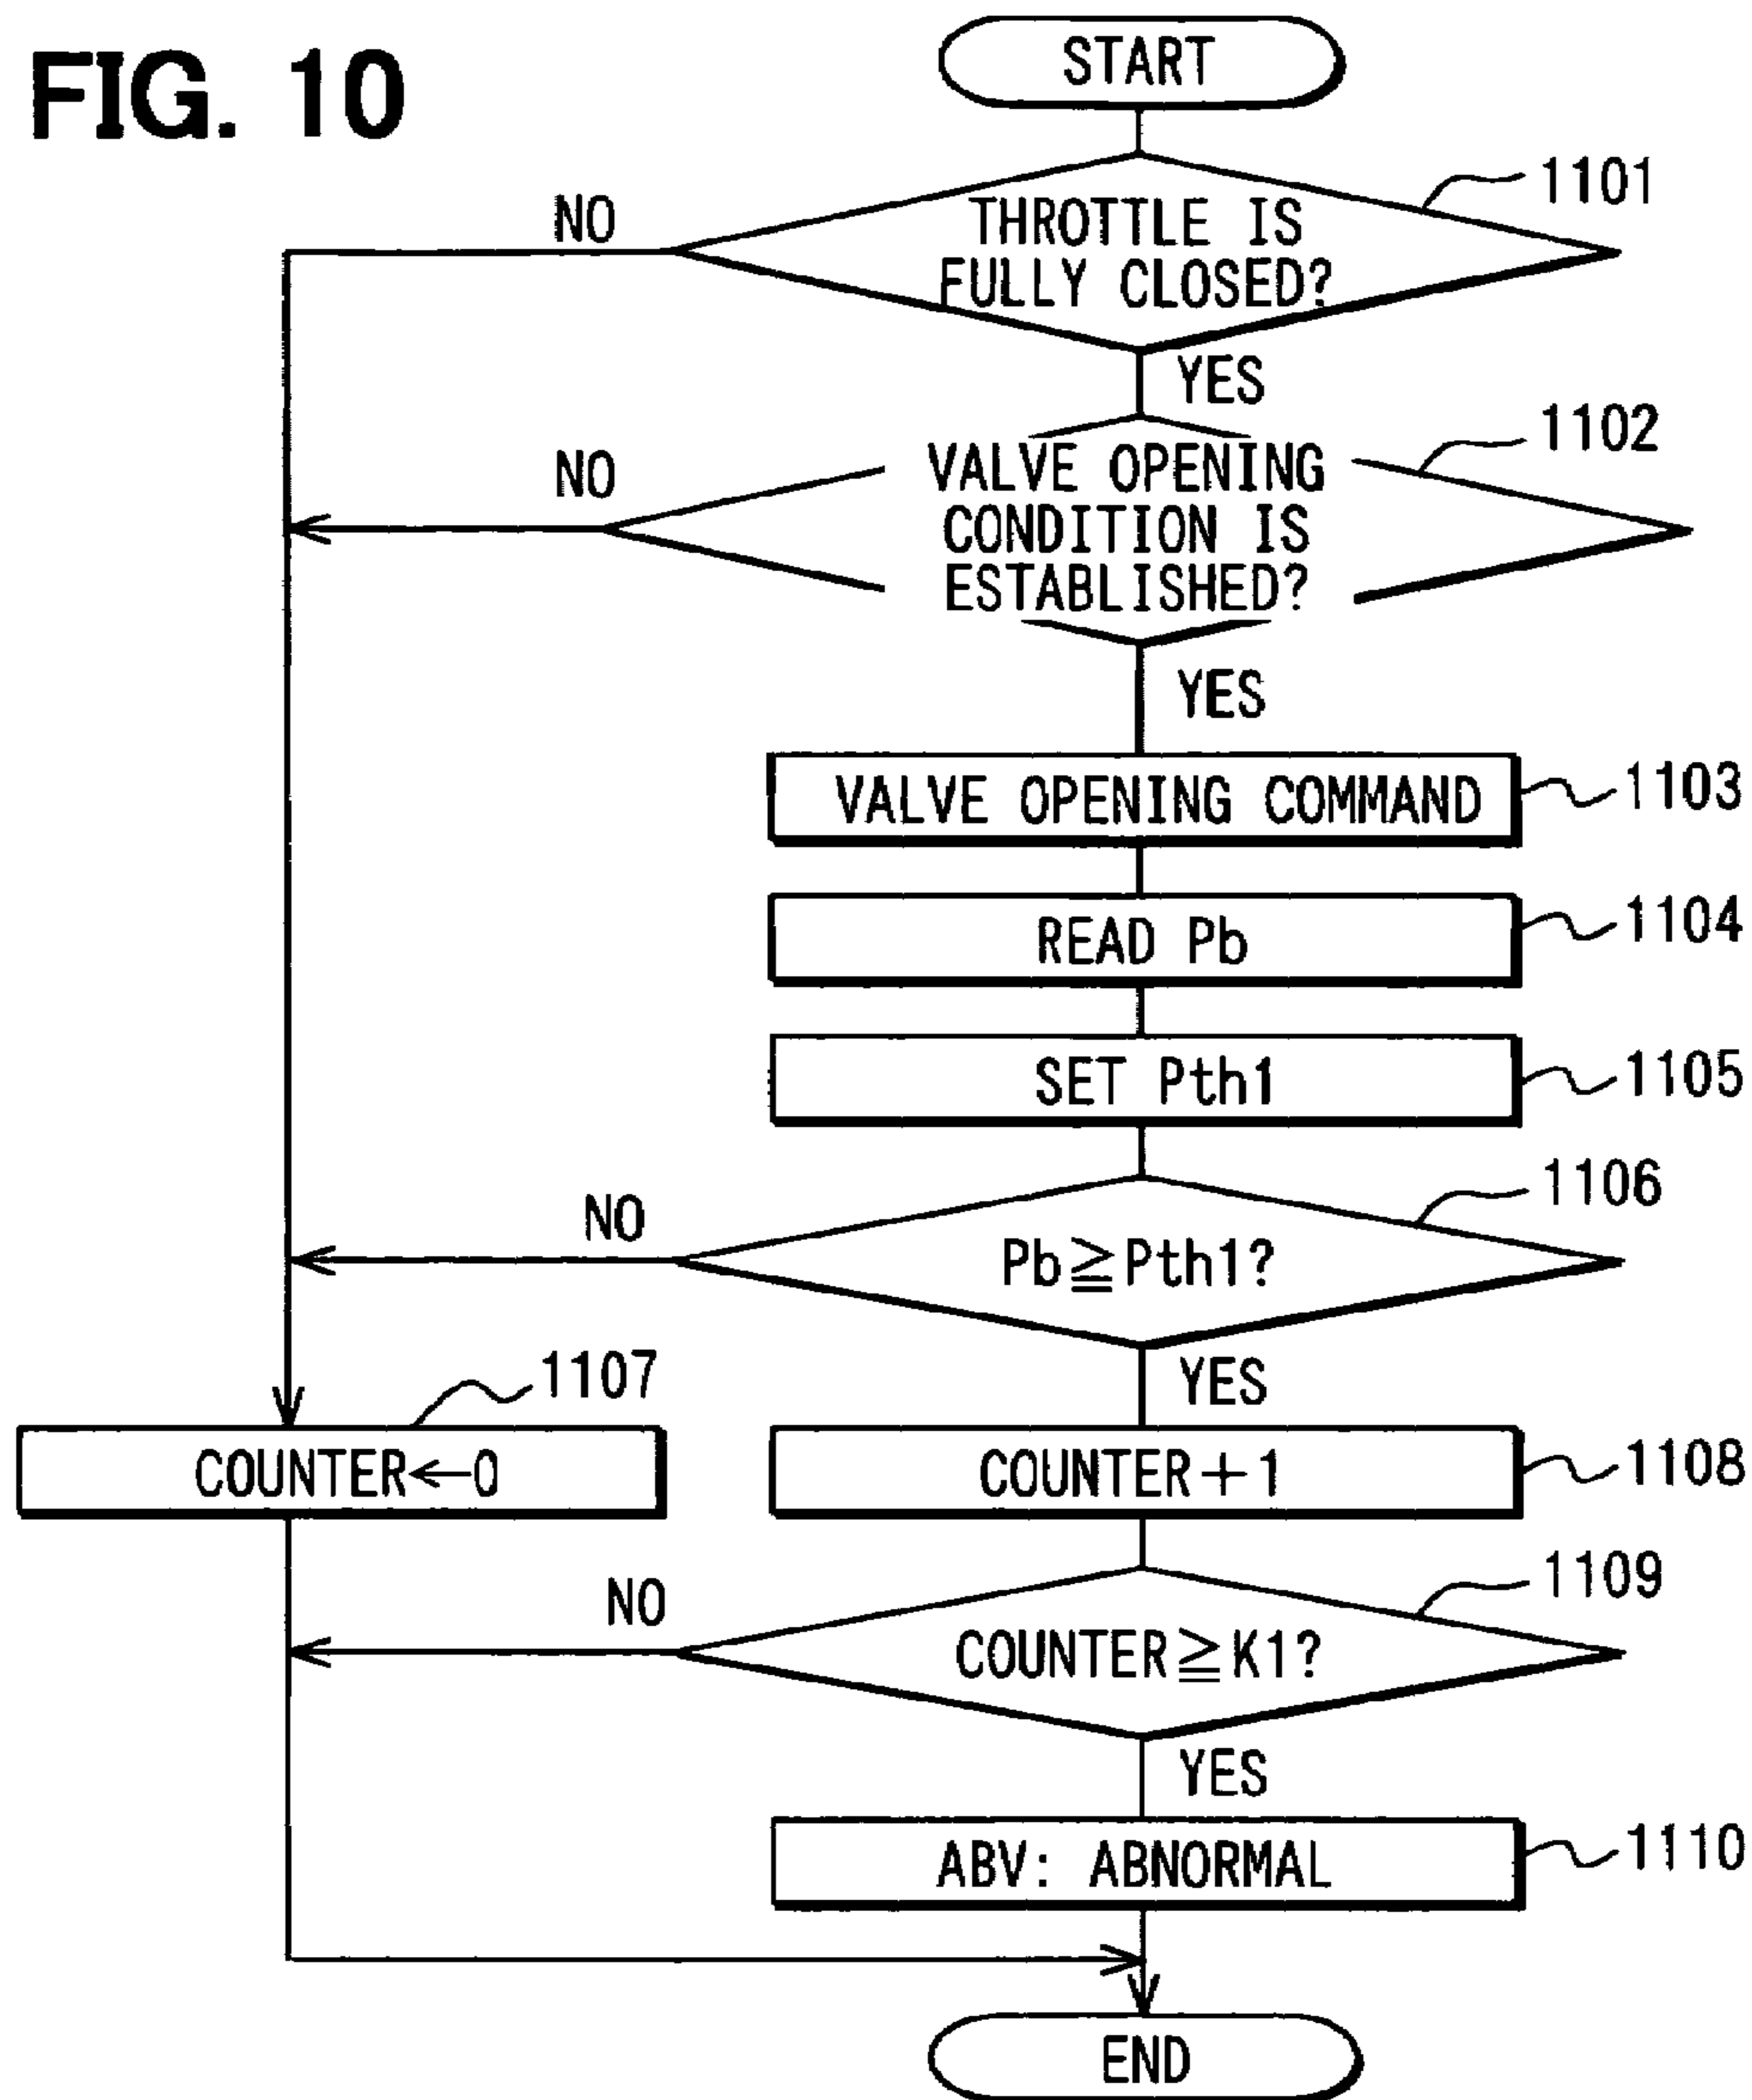 FIG. 10
START
1101
THROTTLE IS
FULLY CLOSED?
NO
YES
1102
VALVE OPENING
CONDITION IS
ESTABLISHED?
NO
YES
VALVE OPENING COMMAND
1103
READ Pb
1104
SET Pth1
1105
1106
Pb≧Pth1?
NO
YES
1107
COUNTER←0
COUNTER+1
1108
1109
COUNTER≧K1?
NO
YES
ABV: ABNORMAL
1110
END